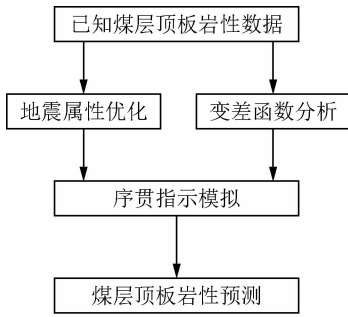 已知煤层顶板岩性数据
地震属性优化
变差函数分析
序贯指示模拟
煤层顶板岩性预测